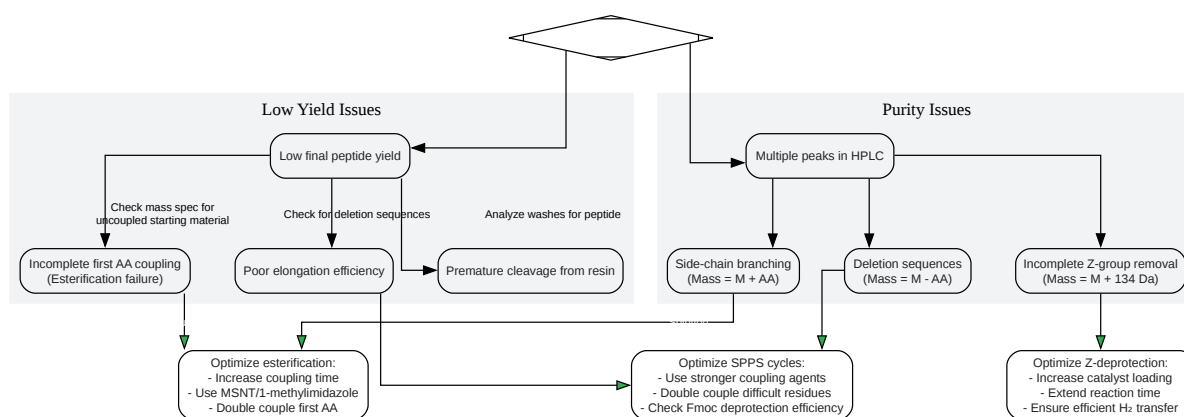 Low Yield Issues
Purity Issues
Low final peptide yield
Multiple peaks in HPLC
Check mass spec for
uncoupled starting material
Check for deletion sequences
Analyze washes for peptide
Incomplete first AA coupling
(Esterification failure)
Poor elongation efficiency
Premature cleavage from resin
Side-chain branching
(Mass = M + AA)
Deletion sequences
(Mass = M - AA)
Incomplete Z-group removal
(Mass = M + 134 Da)
Optimize esterification:
- Increase coupling time
- Use MSNT/1-methylimidazole
- Double couple first AA
Optimize SPPS cycles:
- Use stronger coupling agents
- Double couple difficult residues
- Check Fmoc deprotection efficiency
Optimize Z-deprotection:
- Increase catalyst loading
- Extend reaction time
- Ensure efficient H₂ transfer